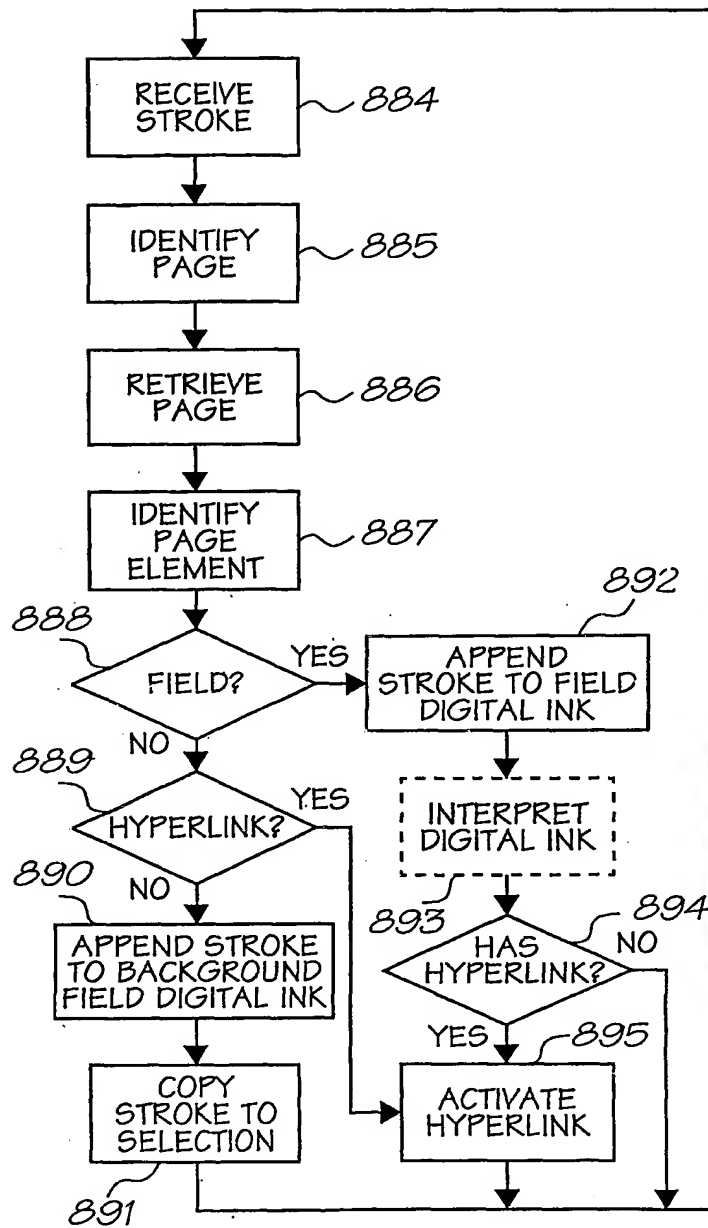 RECEIVE
STROKE
884
IDENTIFY
PAGE
885
RETRIEVE
PAGE
886
IDENTIFY
PAGE
ELEMENT
887
888
FIELD?
YES
NO
892
APPEND
STROKE TO FIELD
DIGITAL INK
889
HYPERLINK?
YES
NO
INTERPRET
DIGITAL INK
893
890
APPEND STROKE
TO BACKGROUND
FIELD DIGITAL INK
894
HAS
HYPERLINK?
NO
YES
895
COPY
STROKE TO
SELECTION
891
ACTIVATE
HYPERLINK